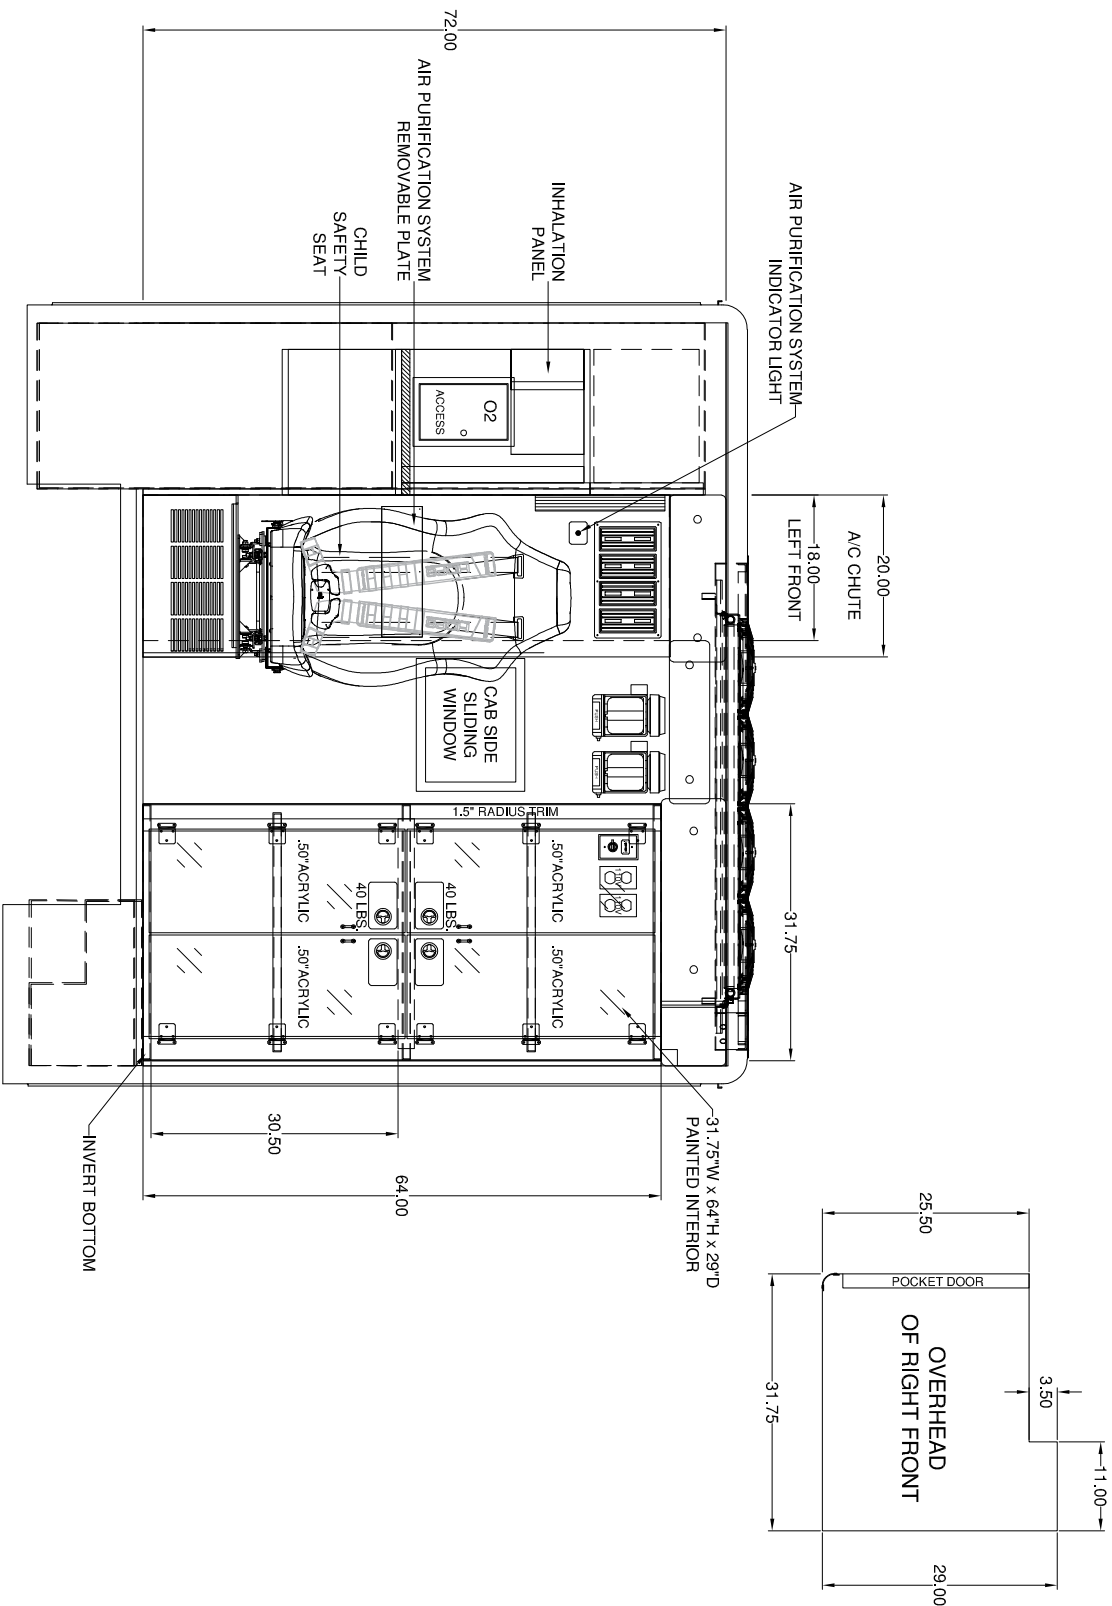 72.00
AIR PURIFICATION SYSTEM
INDICATOR LIGHT
INHALATION
PANEL
AIR PURIFICATION SYSTEM
REMOVABLE PLATE
CHILD
SAFETY
SEAT
O2
ACCESS
20.00
A/C CHUTE
18.00
LEFT FRONT
CAB SIDE
SLIDING
WINDOW
PUSH
PUSH
1.5" RADIUS TRIM
31.75
110V
110V
.50"ACRYLIC
.50"ACRYLIC
40 LBS.
40 LBS.
.50"ACRYLIC
.50"ACRYLIC
31.75"W x 64"H x 29"D
PAINTED INTERIOR
30.50
64.00
INVERT BOTTOM
25.50
POCKET DOOR
OVERHEAD
OF RIGHT FRONT
3.50
11.00
31.75
29.00